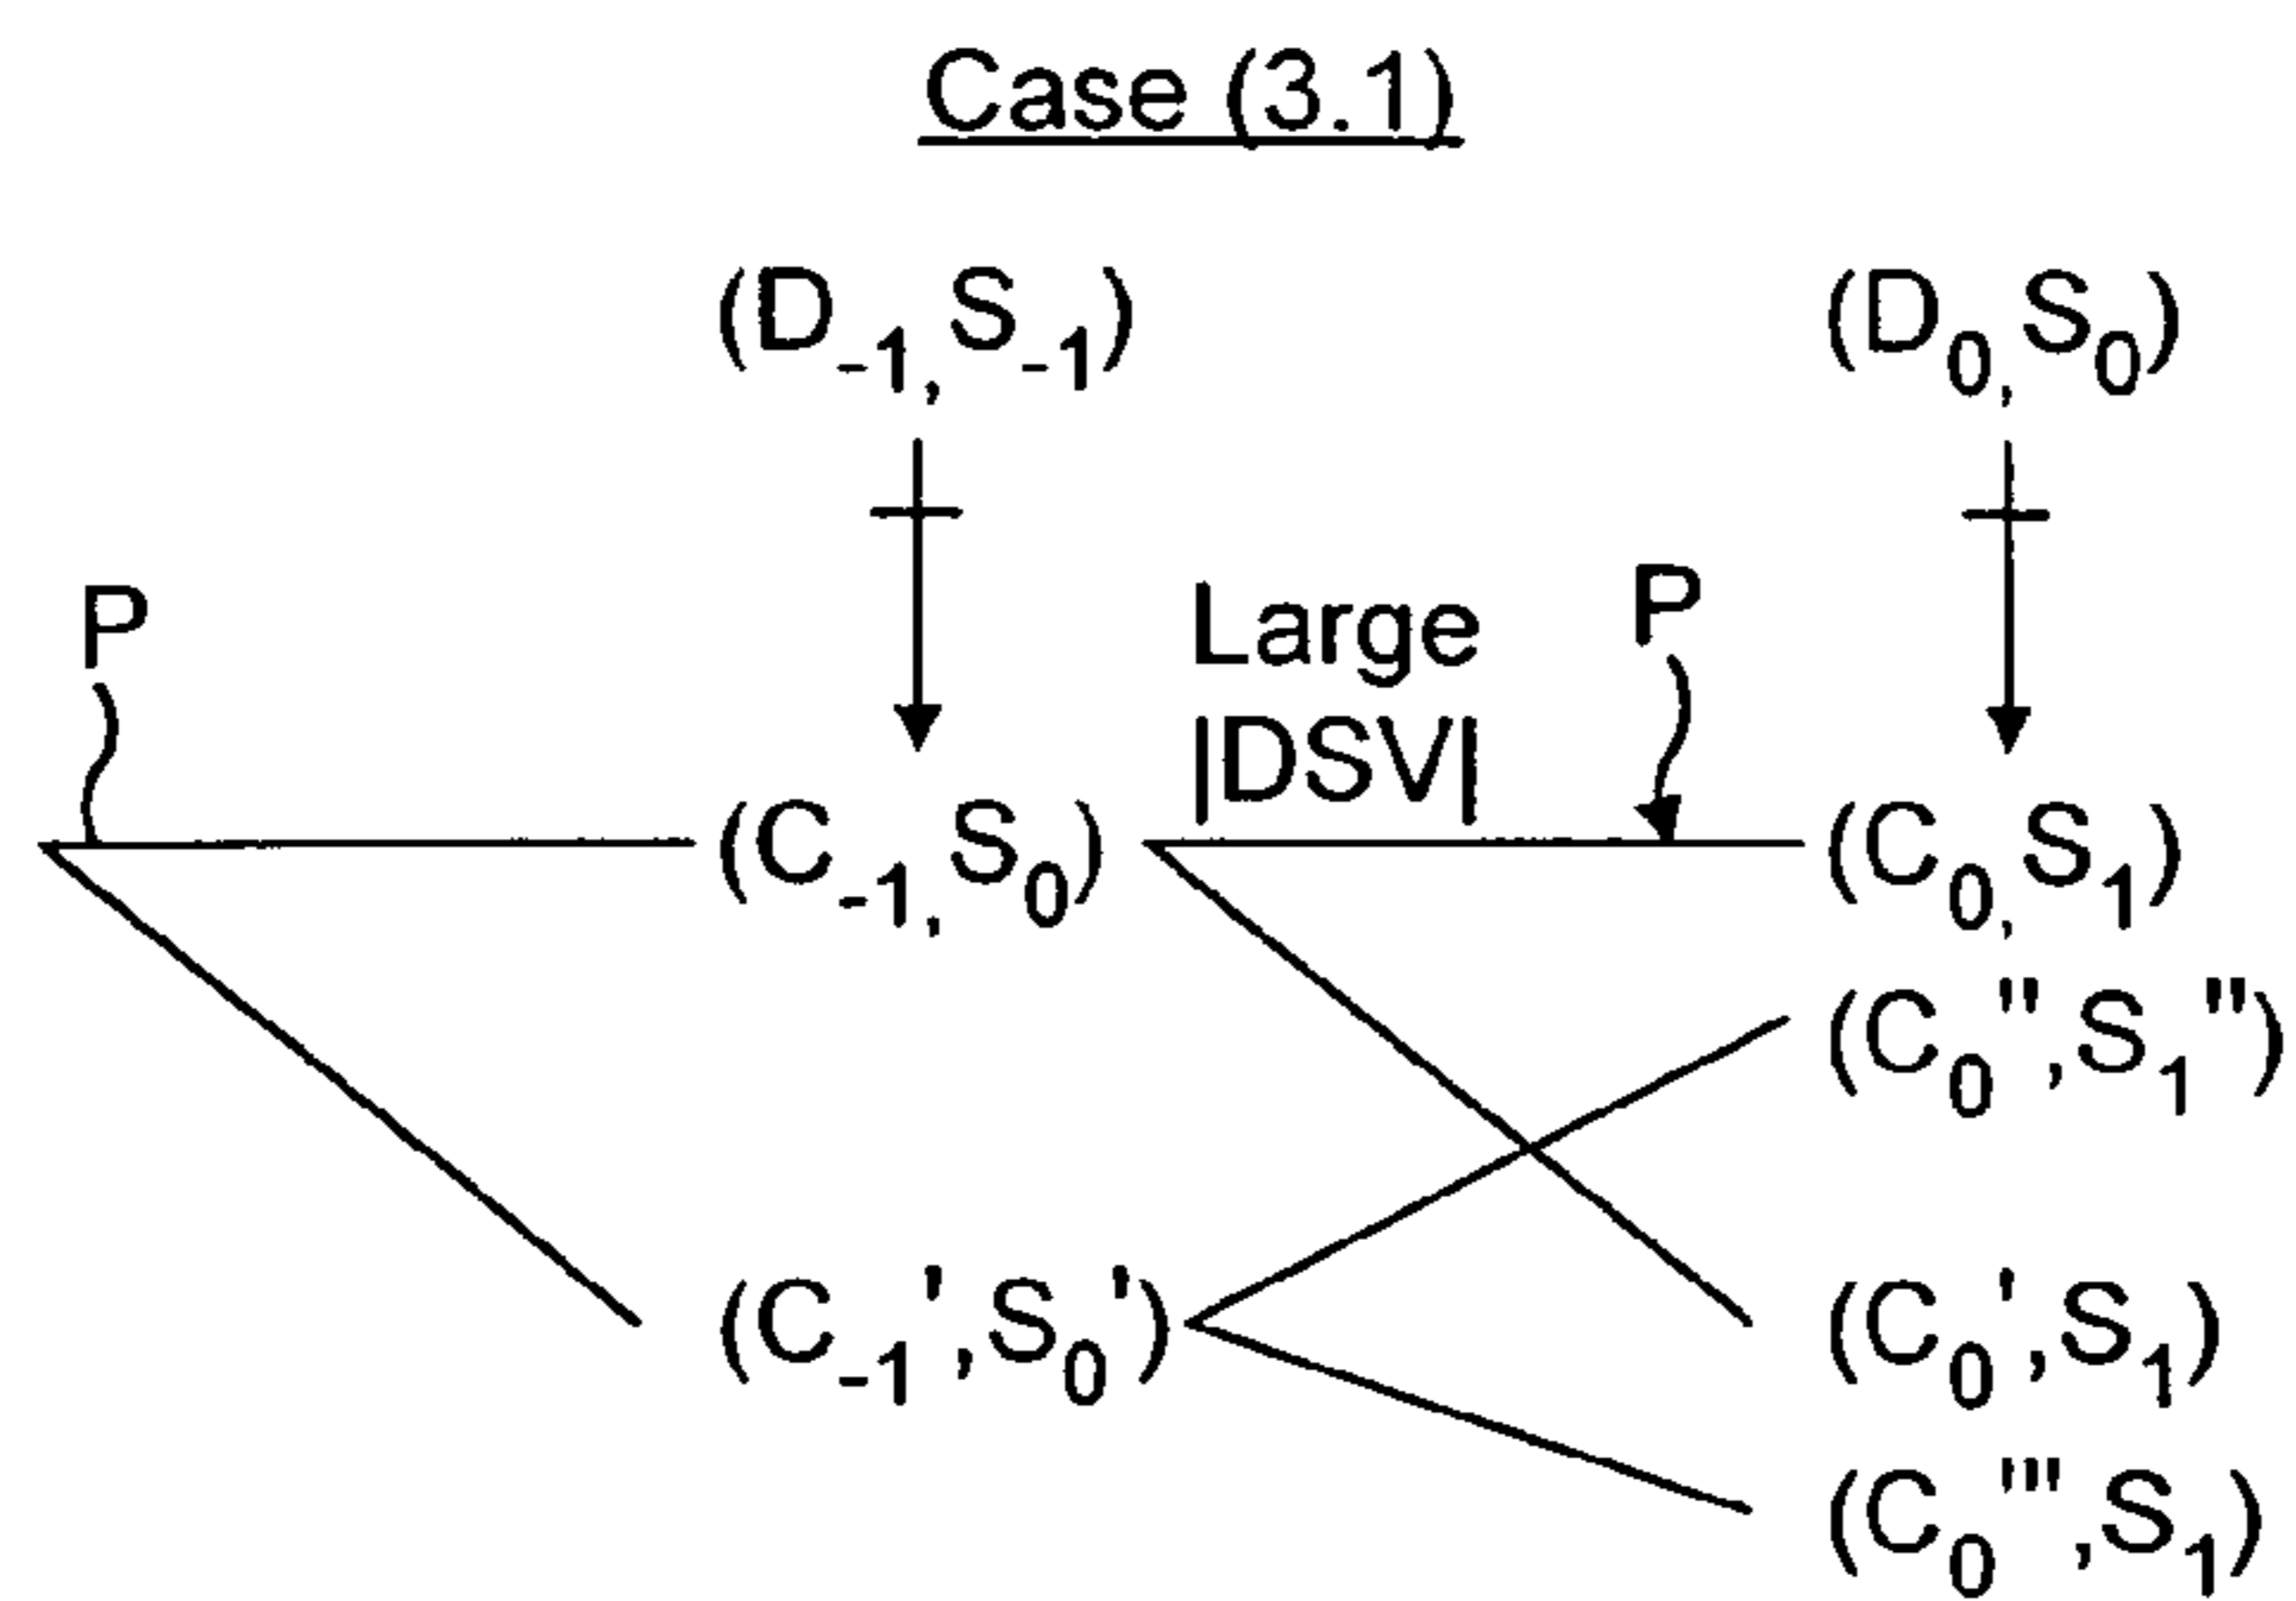 Case (3.1)
(D-1,S-1) (D0,S0)
P Large P
|DSV|
(C-1,S0) (C0,S1)
(C0",S1")
(C-1',S0') (C0',S1)
(C0"',S1)